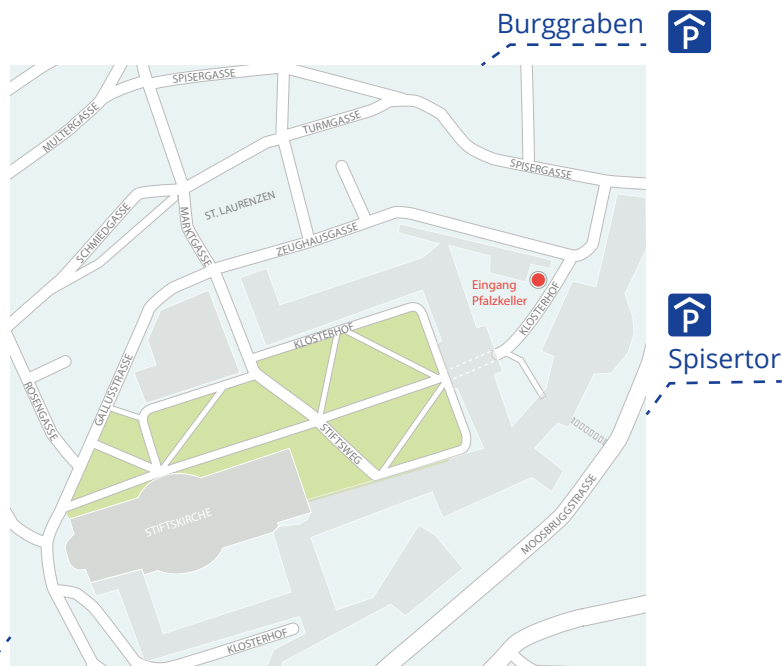 Burggraben
P
SPISERGASSE
MULTERGASSE
TURMGASSE
SPISERGASSE
ST. LAURENZEN
SCHMIEDGASSE
MARKTGASSE
ZEUGHAUSGASSE
Eingang
Pfalzkeller
KLOSTERHOF
P
Spisertor
KLOSTERHOF
GALLUSSTRASSE
ROSENGASSE
STIFTSWEG
STIFTSKIRCHE
MOOSBRUGGSTRASSE
KLOSTERHOF